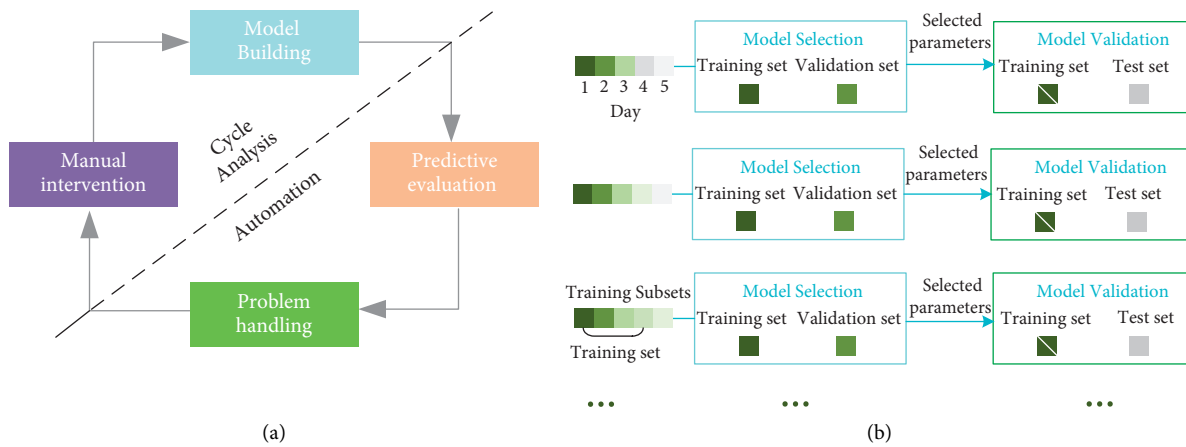 Model
Building
Cycle
Analysis
Automation
Manual
intervention
Predictive
evaluation
Problem
handling
(a)
1 2 3 4 5
Day
Model Selection
Training set Validation set
Selected
parameters
Model Validation
Training set Test set
Model Selection
Training set Validation set
Selected
parameters
Model Validation
Training set Test set
Training Subsets
Training set
Model Selection
Training set Validation set
Selected
parameters
Model Validation
Training set Test set
... ... ...
(b)